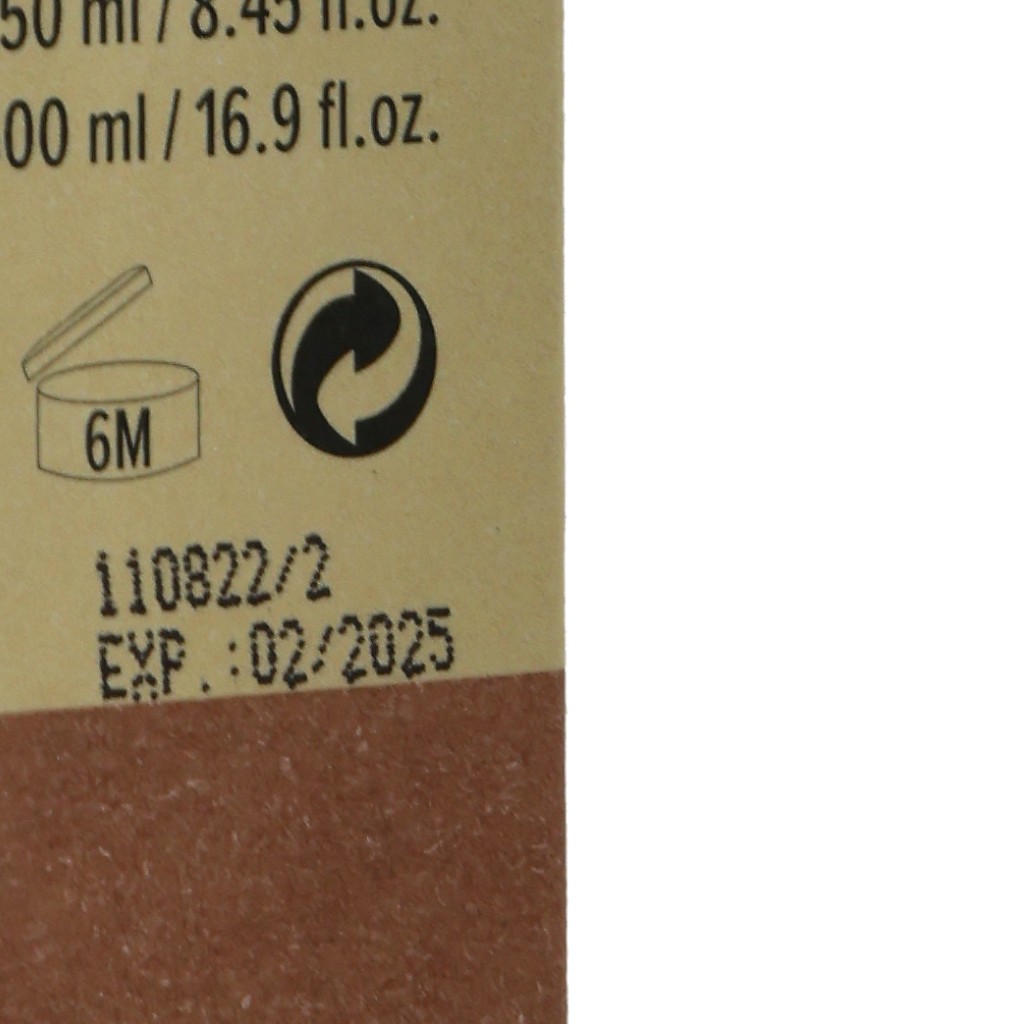 50 ml / 8.45 fl.oz.
00 ml / 16.9 fl.oz.
6M
110822/2
EXP.:02/2025